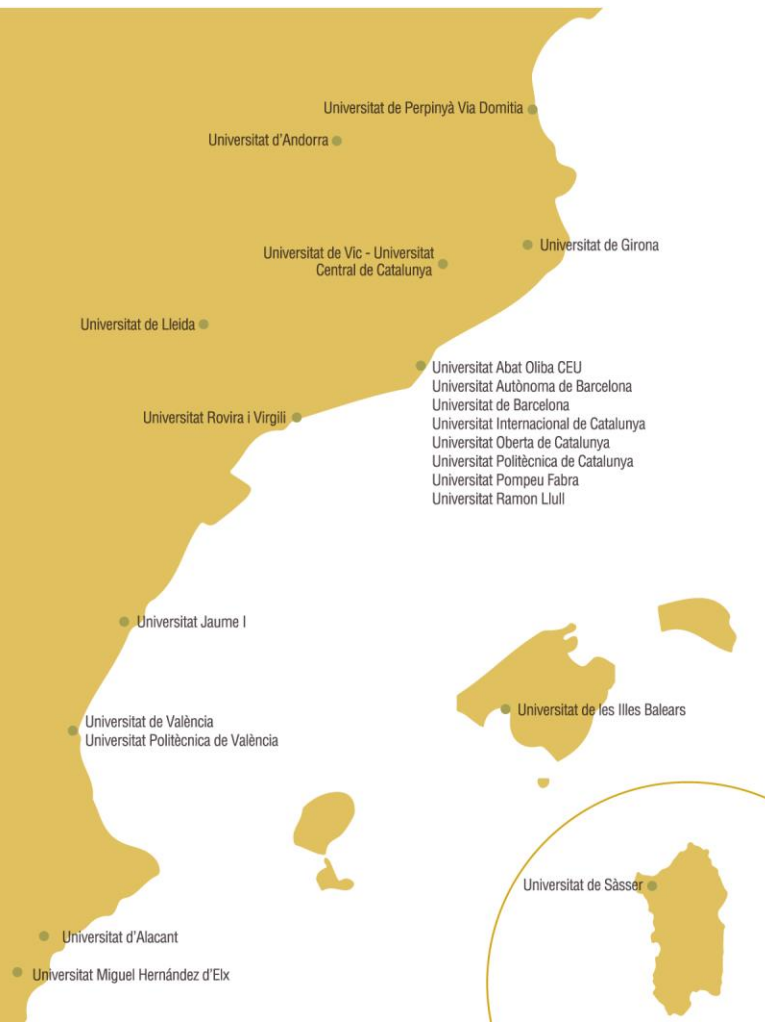 Universitat de Perpinyà Via Domitia
Universitat d'Andorra
Universitat de Girona
Universitat de Vic - Universitat
Central de Catalunya
Universitat de Lleida
Universitat Abat Oliba CEU
Universitat Autònoma de Barcelona
Universitat de Barcelona
Universitat Internacional de Catalunya
Universitat Oberta de Catalunya
Universitat Politècnica de Catalunya
Universitat Pompeu Fabra
Universitat Ramon Llull
Universitat Rovira i Virgili
Universitat Jaume I
Universitat de les Illes Balears
Universitat de València
Universitat Politècnica de València
Universitat de Sàsser
Universitat d'Alacant
Universitat Miguel Hernández d'Elx